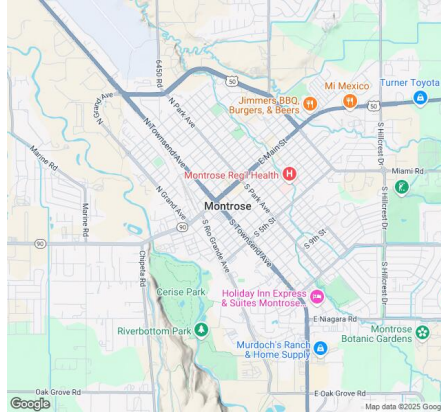 6450 Rd
50
N Grand Ave
N Park Ave
N Townsend Ave
Jimmers BBQ,
Burgers, & Beers
Mi Mexico
Turner Toyota
50
E Main St
S Hillcrest Dr
Marine Rd
Montrose Reg'l Health
H
Miami Rd
N Grand Ave
S Park Ave
Montrose
Marine Rd
90
90
S 5th St
S 9th St
S Townsend Ave
S Rio Grande Ave
S Hillcrest Dr
Chipeta Rd
Cerise Park
Holiday Inn Express
& Suites Montrose...
E Niagara Rd
Riverbottom Park
Montrose
Botanic Gardens
Murdoch's Ranch
& Home Supply
Oak Grove Rd
E Oak Grove Rd
Google
Map data ©2025 Google